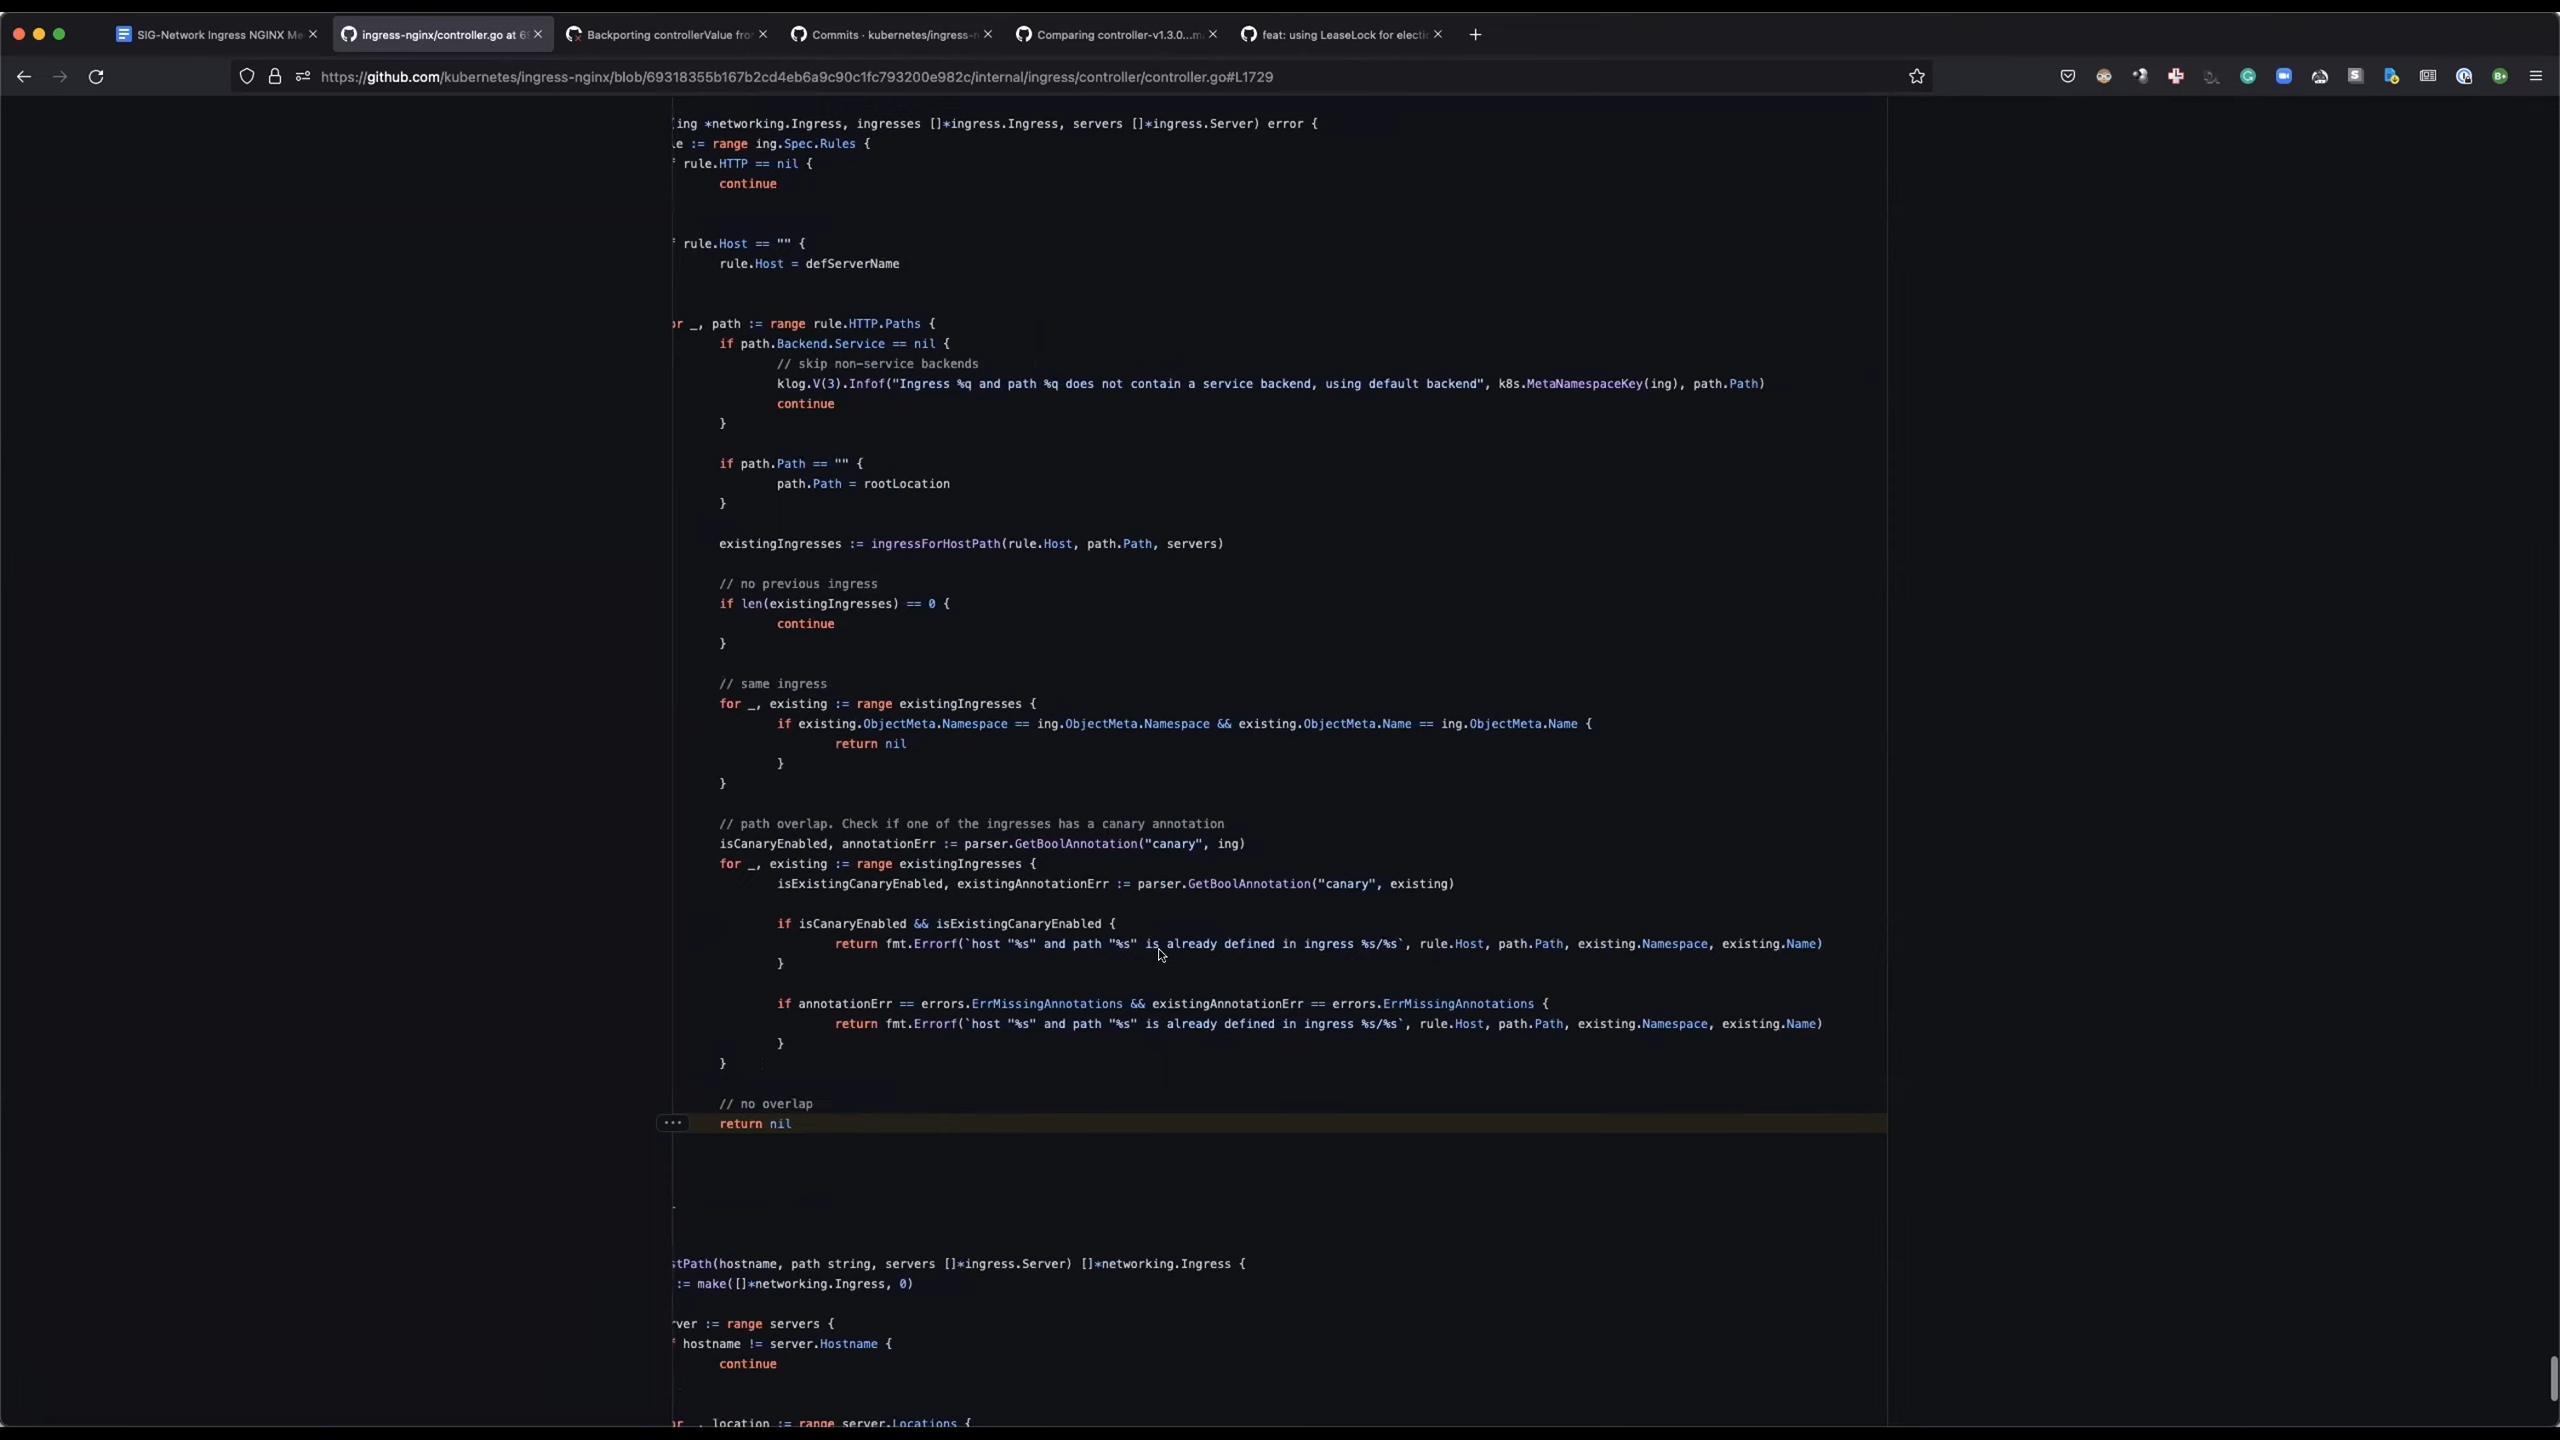 SIG-Network Ingress NGINX Me
ingress-nginx/controller.go at 69
Backporting controllerValue fro
Commits · kubernetes/ingress-n
Comparing controller-v1.3.0...m
feat: using LeaseLock for electi
https://github.com/kubernetes/ingress-nginx/blob/69318355b167b2cd4eb6a9c90c1fc793200e982c/internal/ingress/controller/controller.go#L1729
(ing *networking.Ingress, ingresses []*ingress.Ingress, servers []*ingress.Server) error {
le := range ing.Spec.Rules {
f rule.HTTP == nil {
continue
f rule.Host == "" {
rule.Host = defServerName
or _, path := range rule.HTTP.Paths {
if path.Backend.Service == nil {
// skip non-service backends
klog.V(3).Infof("Ingress %q and path %q does not contain a service backend, using default backend", k8s.MetaNamespaceKey(ing), path.Path)
continue
}
if path.Path == "" {
path.Path = rootLocation
}
existingIngresses := ingressForHostPath(rule.Host, path.Path, servers)
// no previous ingress
if len(existingIngresses) == 0 {
continue
}
// same ingress
for _, existing := range existingIngresses {
if existing.ObjectMeta.Namespace == ing.ObjectMeta.Namespace && existing.ObjectMeta.Name == ing.ObjectMeta.Name {
return nil
}
}
// path overlap. Check if one of the ingresses has a canary annotation
isCanaryEnabled, annotationErr := parser.GetBoolAnnotation("canary", ing)
for _, existing := range existingIngresses {
isExistingCanaryEnabled, existingAnnotationErr := parser.GetBoolAnnotation("canary", existing)
if isCanaryEnabled && isExistingCanaryEnabled {
return fmt.Errorf(`host "%s" and path "%s" is already defined in ingress %s/%s`, rule.Host, path.Path, existing.Namespace, existing.Name)
}
if annotationErr == errors.ErrMissingAnnotations && existingAnnotationErr == errors.ErrMissingAnnotations {
return fmt.Errorf(`host "%s" and path "%s" is already defined in ingress %s/%s`, rule.Host, path.Path, existing.Namespace, existing.Name)
}
}
// no overlap
return nil
stPath(hostname, path string, servers []*ingress.Server) []*networking.Ingress {
:= make([]*networking.Ingress, 0)
rver := range servers {
f hostname != server.Hostname {
continue
or _, location := range server.Locations {